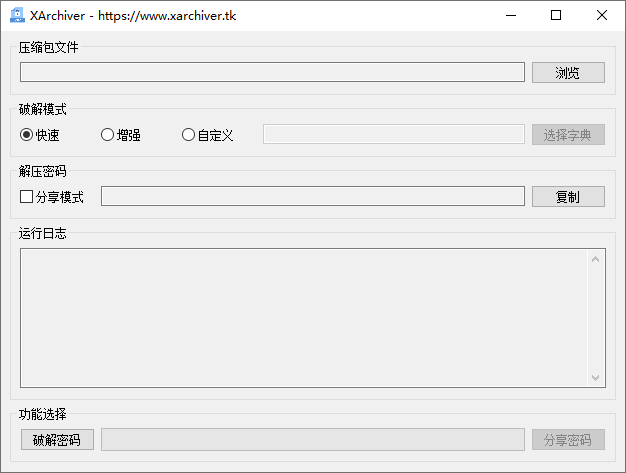 XArchiver - https://www.xarchiver.tk
压缩包文件
浏览
破解模式
快速 增强 自定义 选择字典
解压密码
分享模式 复制
运行日志
功能选择
破解密码 分享密码